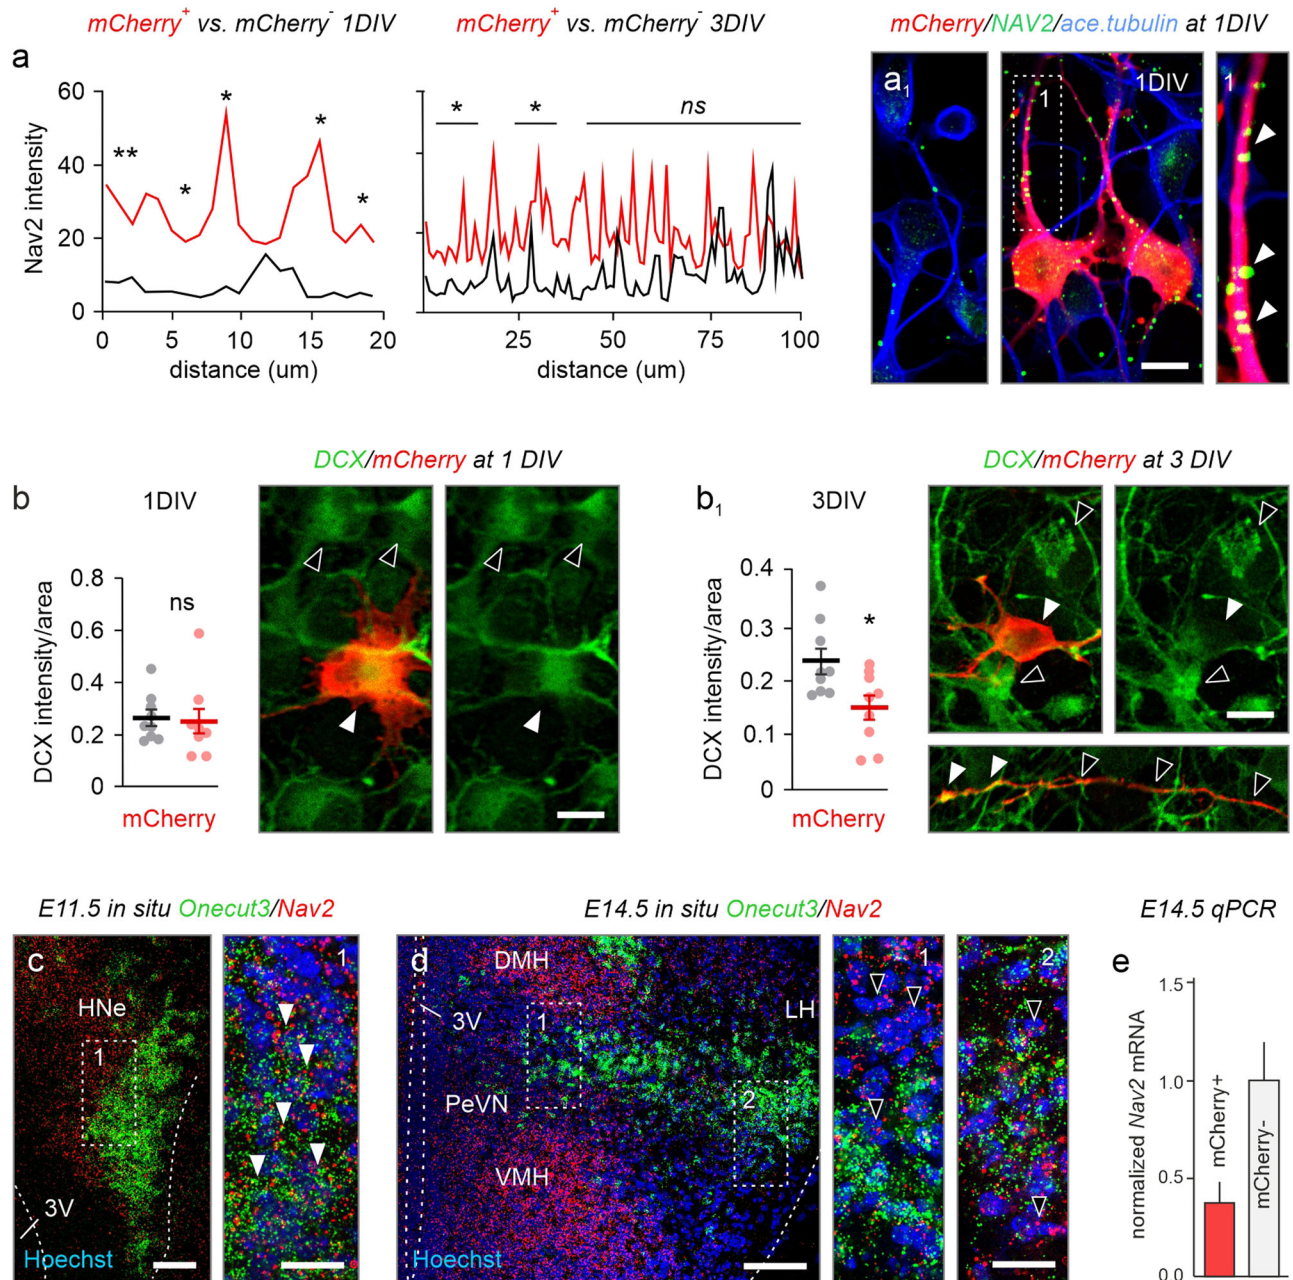 mCherry+ vs. mCherry- 1DIV
mCherry+ vs. mCherry- 3DIV
mCherry/NAV2/ace.tubulin at 1DIV
a
60
40
20
0
Nav2 intensity
**
*
*
*
*
0 5 10 15 20
distance (um)
* * ns
25 50 75 100
distance (um)
a1
1DIV
1
1
DCX/mCherry at 1 DIV
DCX/mCherry at 3 DIV
b
1DIV
0.8
0.6
0.4
0.2
0
DCX intensity/area
ns
mCherry
b1
3DIV
0.4
0.3
0.2
0.1
0
DCX intensity/area
*
mCherry
E11.5 in situ Onecut3/Nav2
E14.5 in situ Onecut3/Nav2
E14.5 qPCR
c
HNe
1
3V
Hoechst
1
d
DMH
3V
1
LH
PeVN
2
VMH
Hoechst
1
2
e
1.5
1.0
0.5
0.0
normalized Nav2 mRNA
mCherry+
mCherry-